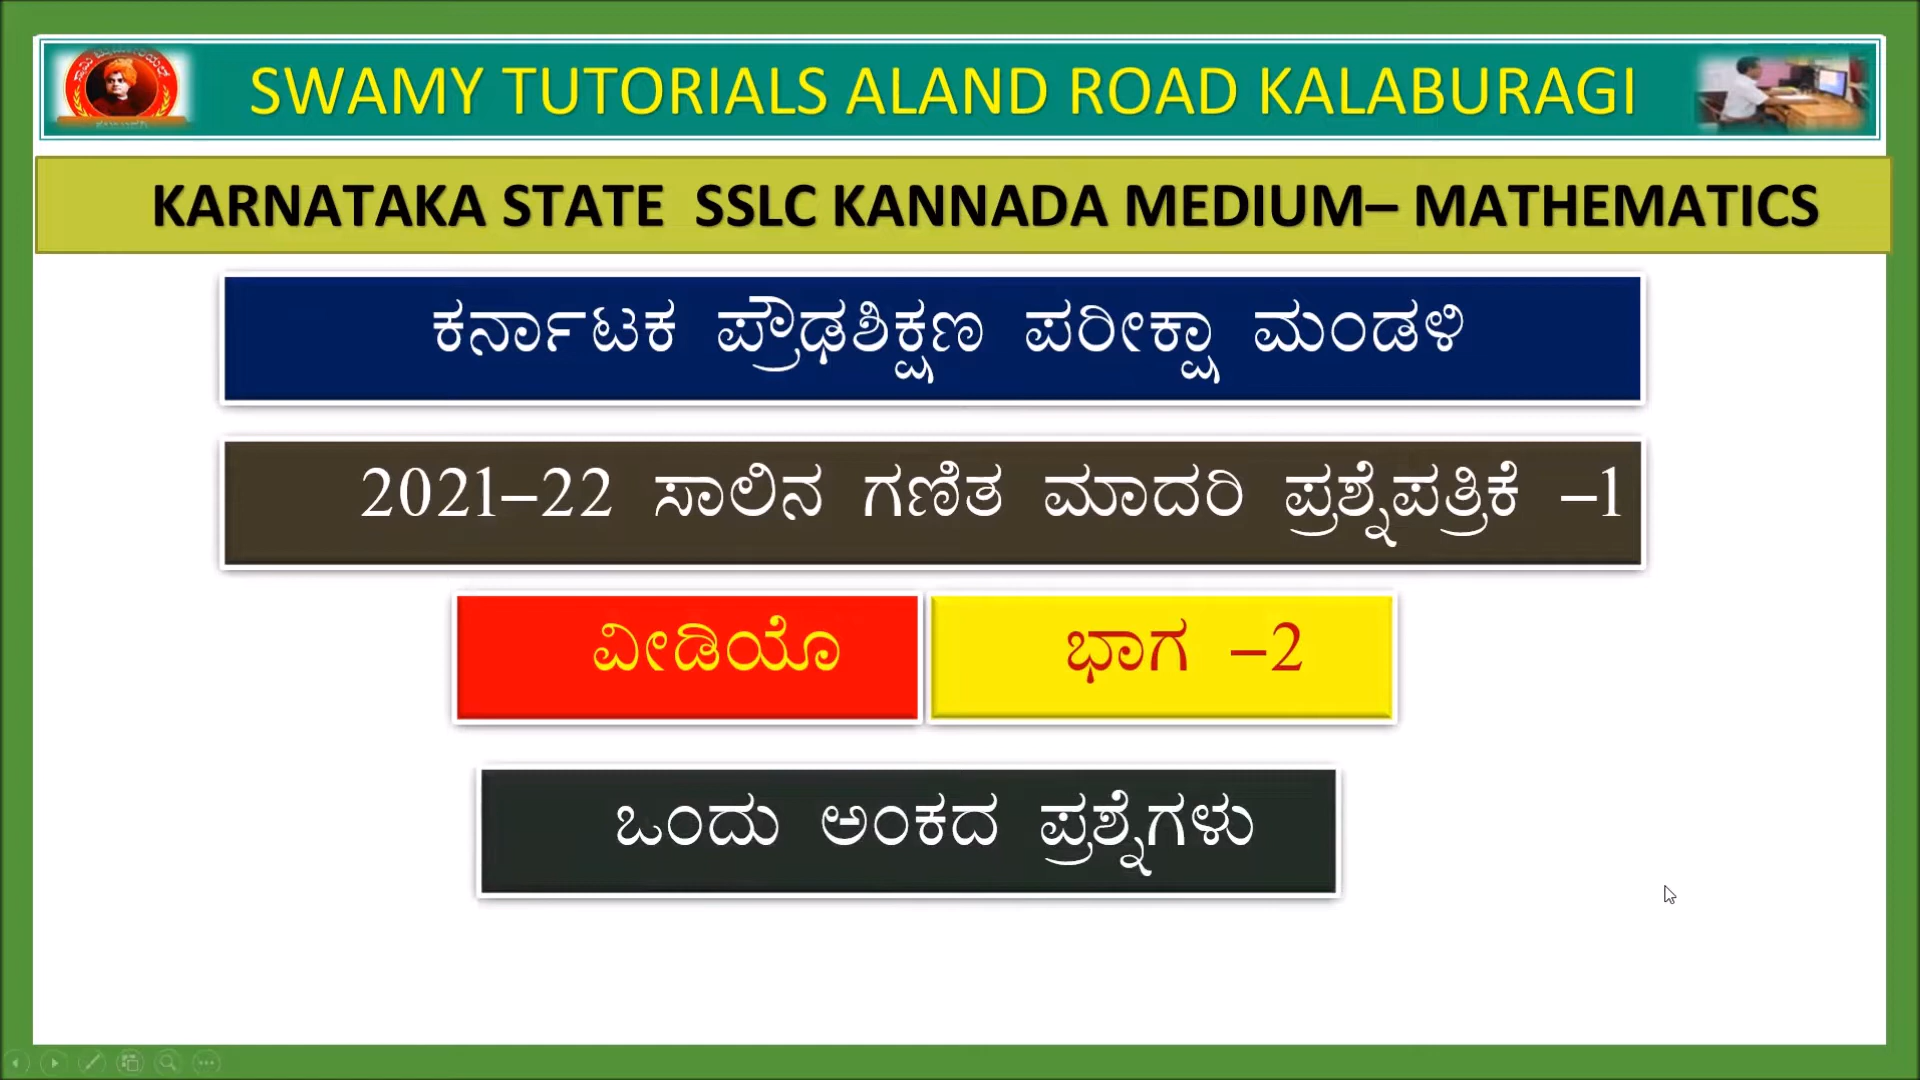 SWAMY TUTORIALS ALAND ROAD KALABURAGI
KARNATAKA STATE SSLC KANNADA MEDIUM– MATHEMATICS
ಕರ್ನಾಟಕ ಪ್ರೌಢಶಿಕ್ಷಣ ಪರೀಕ್ಷಾ ಮಂಡಳಿ
2021–22 ಸಾಲಿನ ಗಣಿತ ಮಾದರಿ ಪ್ರಶ್ನೆಪತ್ರಿಕೆ –1
ವೀಡಿಯೊ ಭಾಗ –2
ಒಂದು ಅಂಕದ ಪ್ರಶ್ನೆಗಳು